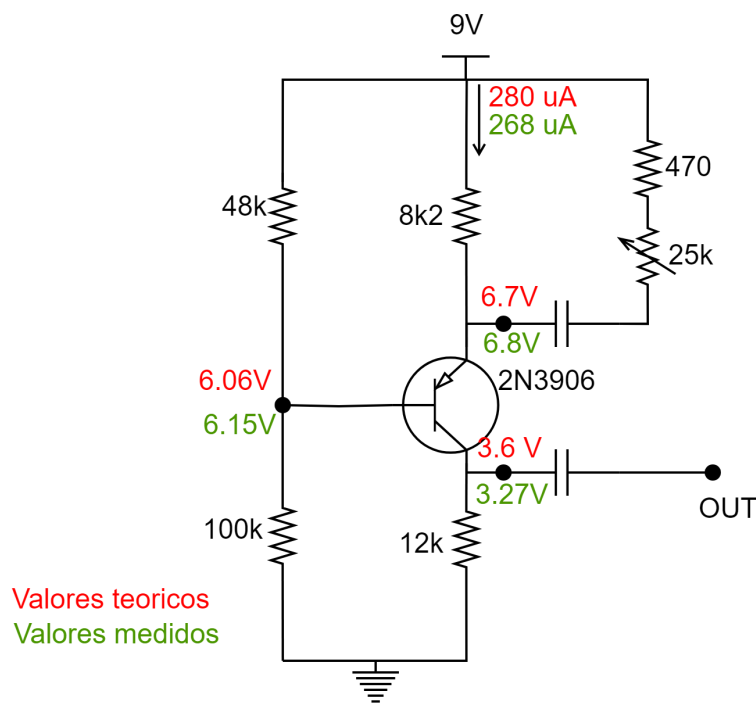 9V
280 uA
268 uA
470
48k
8k2
25k
6.7V
6.8V
6.06V
2N3906
6.15V
3.6 V
3.27V
OUT
100k
12k
Valores teoricos
Valores medidos